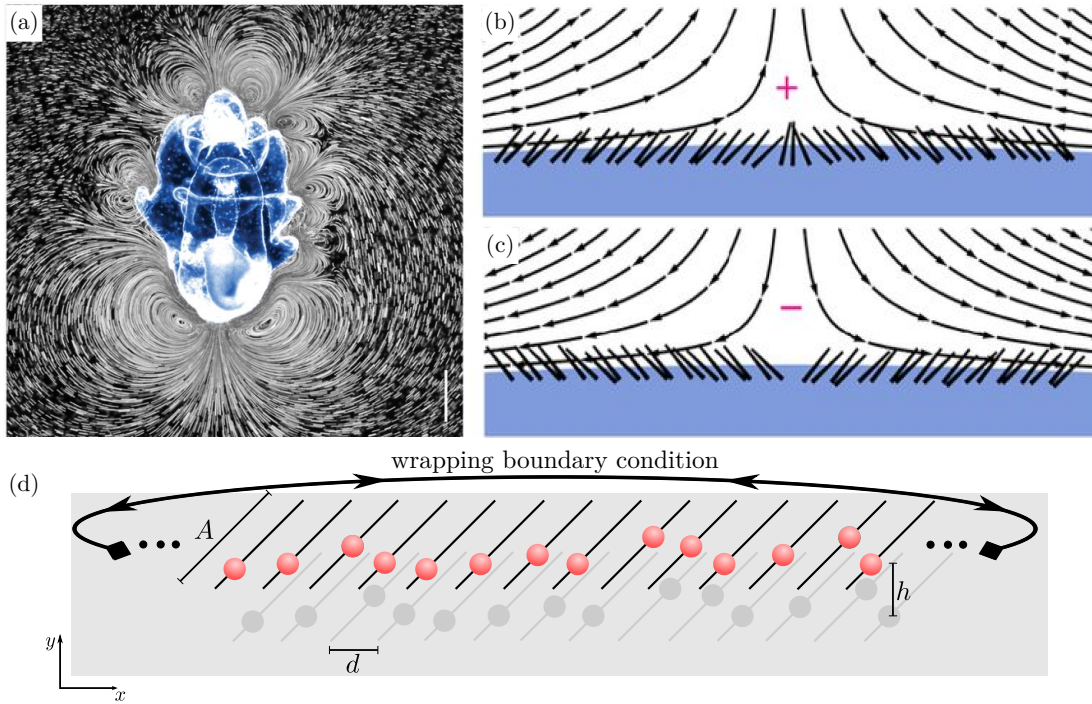 (a)
(b)
+
(c)
−
(d)
wrapping boundary condition
A
h
d
y
x